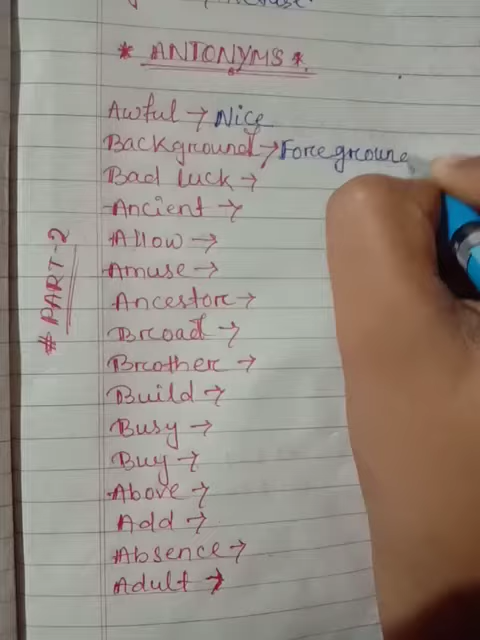 * ANTONYMS *
Awful → Nice
Background → Foregroune
Bad luck →
Ancient →
Allow →
Amuse →
Ancestor →
Broad →
Brother →
Build →
Busy →
Buy →
Above →
Add →
Absence →
Adult →
# PART-2